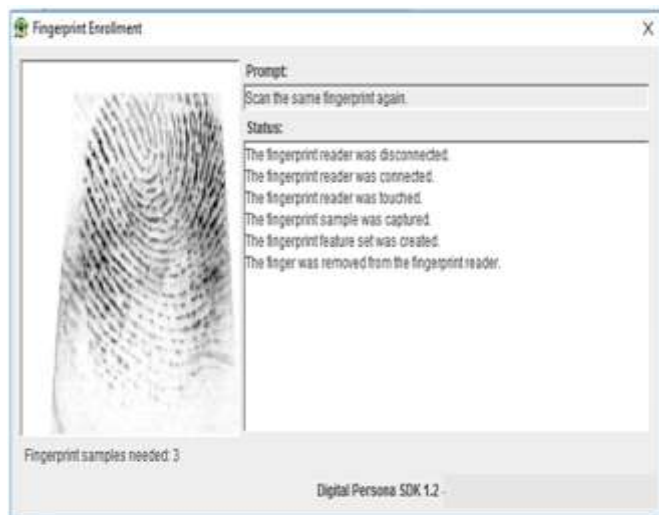 Fingerprint Enrollment X
Prompt:
Scan the same fingerprint again.
Status:
The fingerprint reader was disconnected.
The fingerprint reader was connected.
The fingerprint reader was touched.
The fingerprint sample was captured.
The fingerprint feature set was created.
The finger was removed from the fingerprint reader.
Fingerprint samples needed: 3
Digital Persona SDK 1.2 -